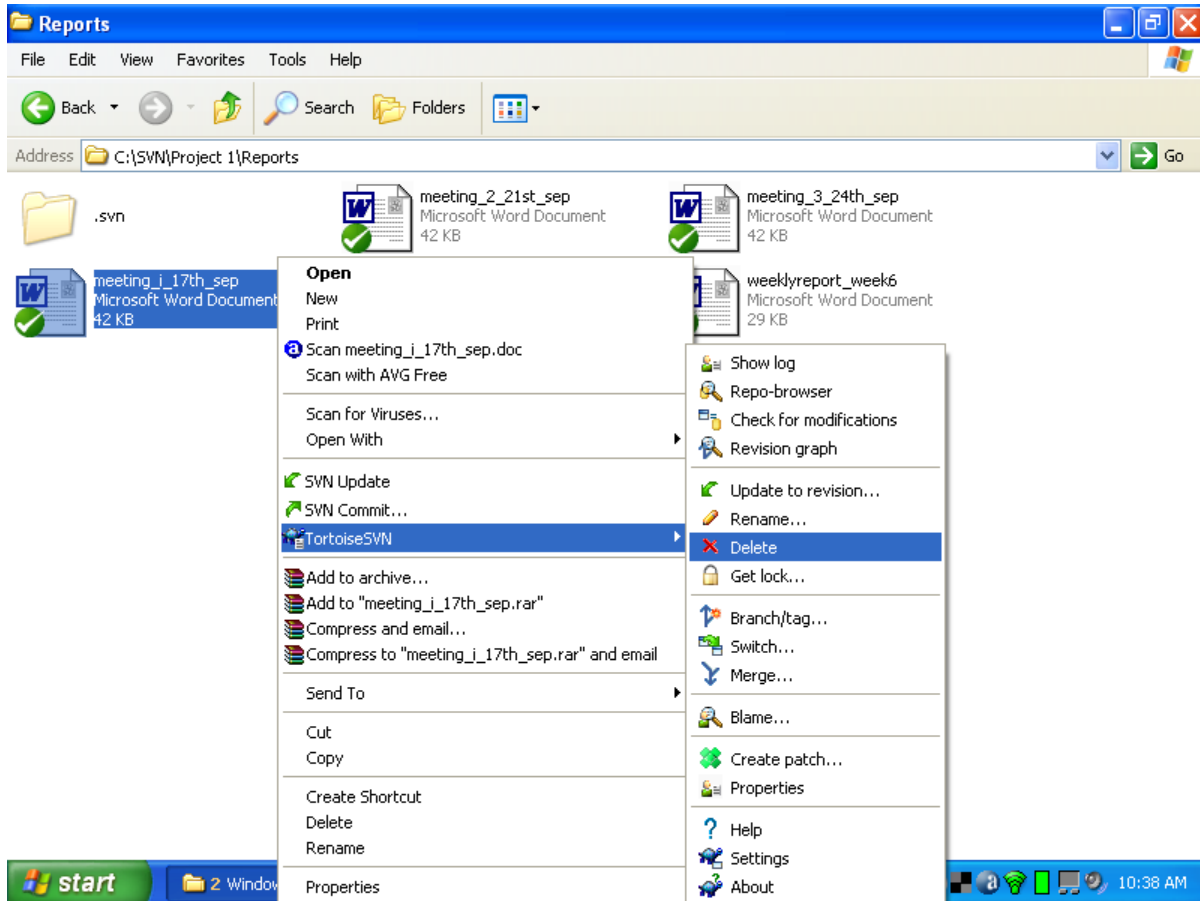 Reports
File Edit View Favorites Tools Help
Back Search Folders
Address C:\SVN\Project 1\Reports Go
.svn
meeting_2_21st_sep
Microsoft Word Document
42 KB
meeting_3_24th_sep
Microsoft Word Document
42 KB
meeting_i_17th_sep
Microsoft Word Document
42 KB
weeklyreport_week6
Microsoft Word Document
29 KB
Open
New
Print
Scan meeting_i_17th_sep.doc
Scan with AVG Free
Scan for Viruses...
Open With
SVN Update
SVN Commit...
TortoiseSVN
Add to archive...
Add to "meeting_i_17th_sep.rar"
Compress and email...
Compress to "meeting_i_17th_sep.rar" and email
Send To
Cut
Copy
Create Shortcut
Delete
Rename
Properties
Show log
Repo-browser
Check for modifications
Revision graph
Update to revision...
Rename...
Delete
Get lock...
Branch/tag...
Switch...
Merge...
Blame...
Create patch...
Properties
Help
Settings
About
start 2 Window 10:38 AM